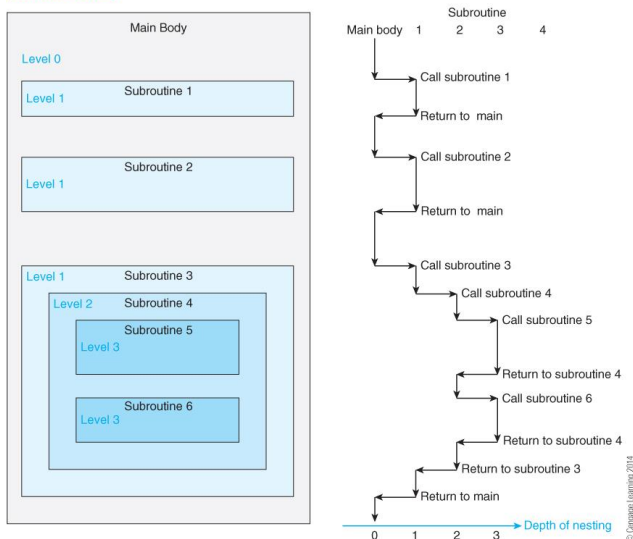 Main Body
Level 0
Subroutine 1
Level 1
Subroutine 2
Level 1
Level 1
Subroutine 3
Level 2
Subroutine 4
Subroutine 5
Level 3
Subroutine 6
Level 3
Subroutine
Main body 1 2 3 4
Call subroutine 1
Return to main
Call subroutine 2
Return to main
Call subroutine 3
Call subroutine 4
Call subroutine 5
Return to subroutine 4
Call subroutine 6
Return to subroutine 4
Return to subroutine 3
Return to main
Depth of nesting
0 1 2 3
© Cengage Learning 2014